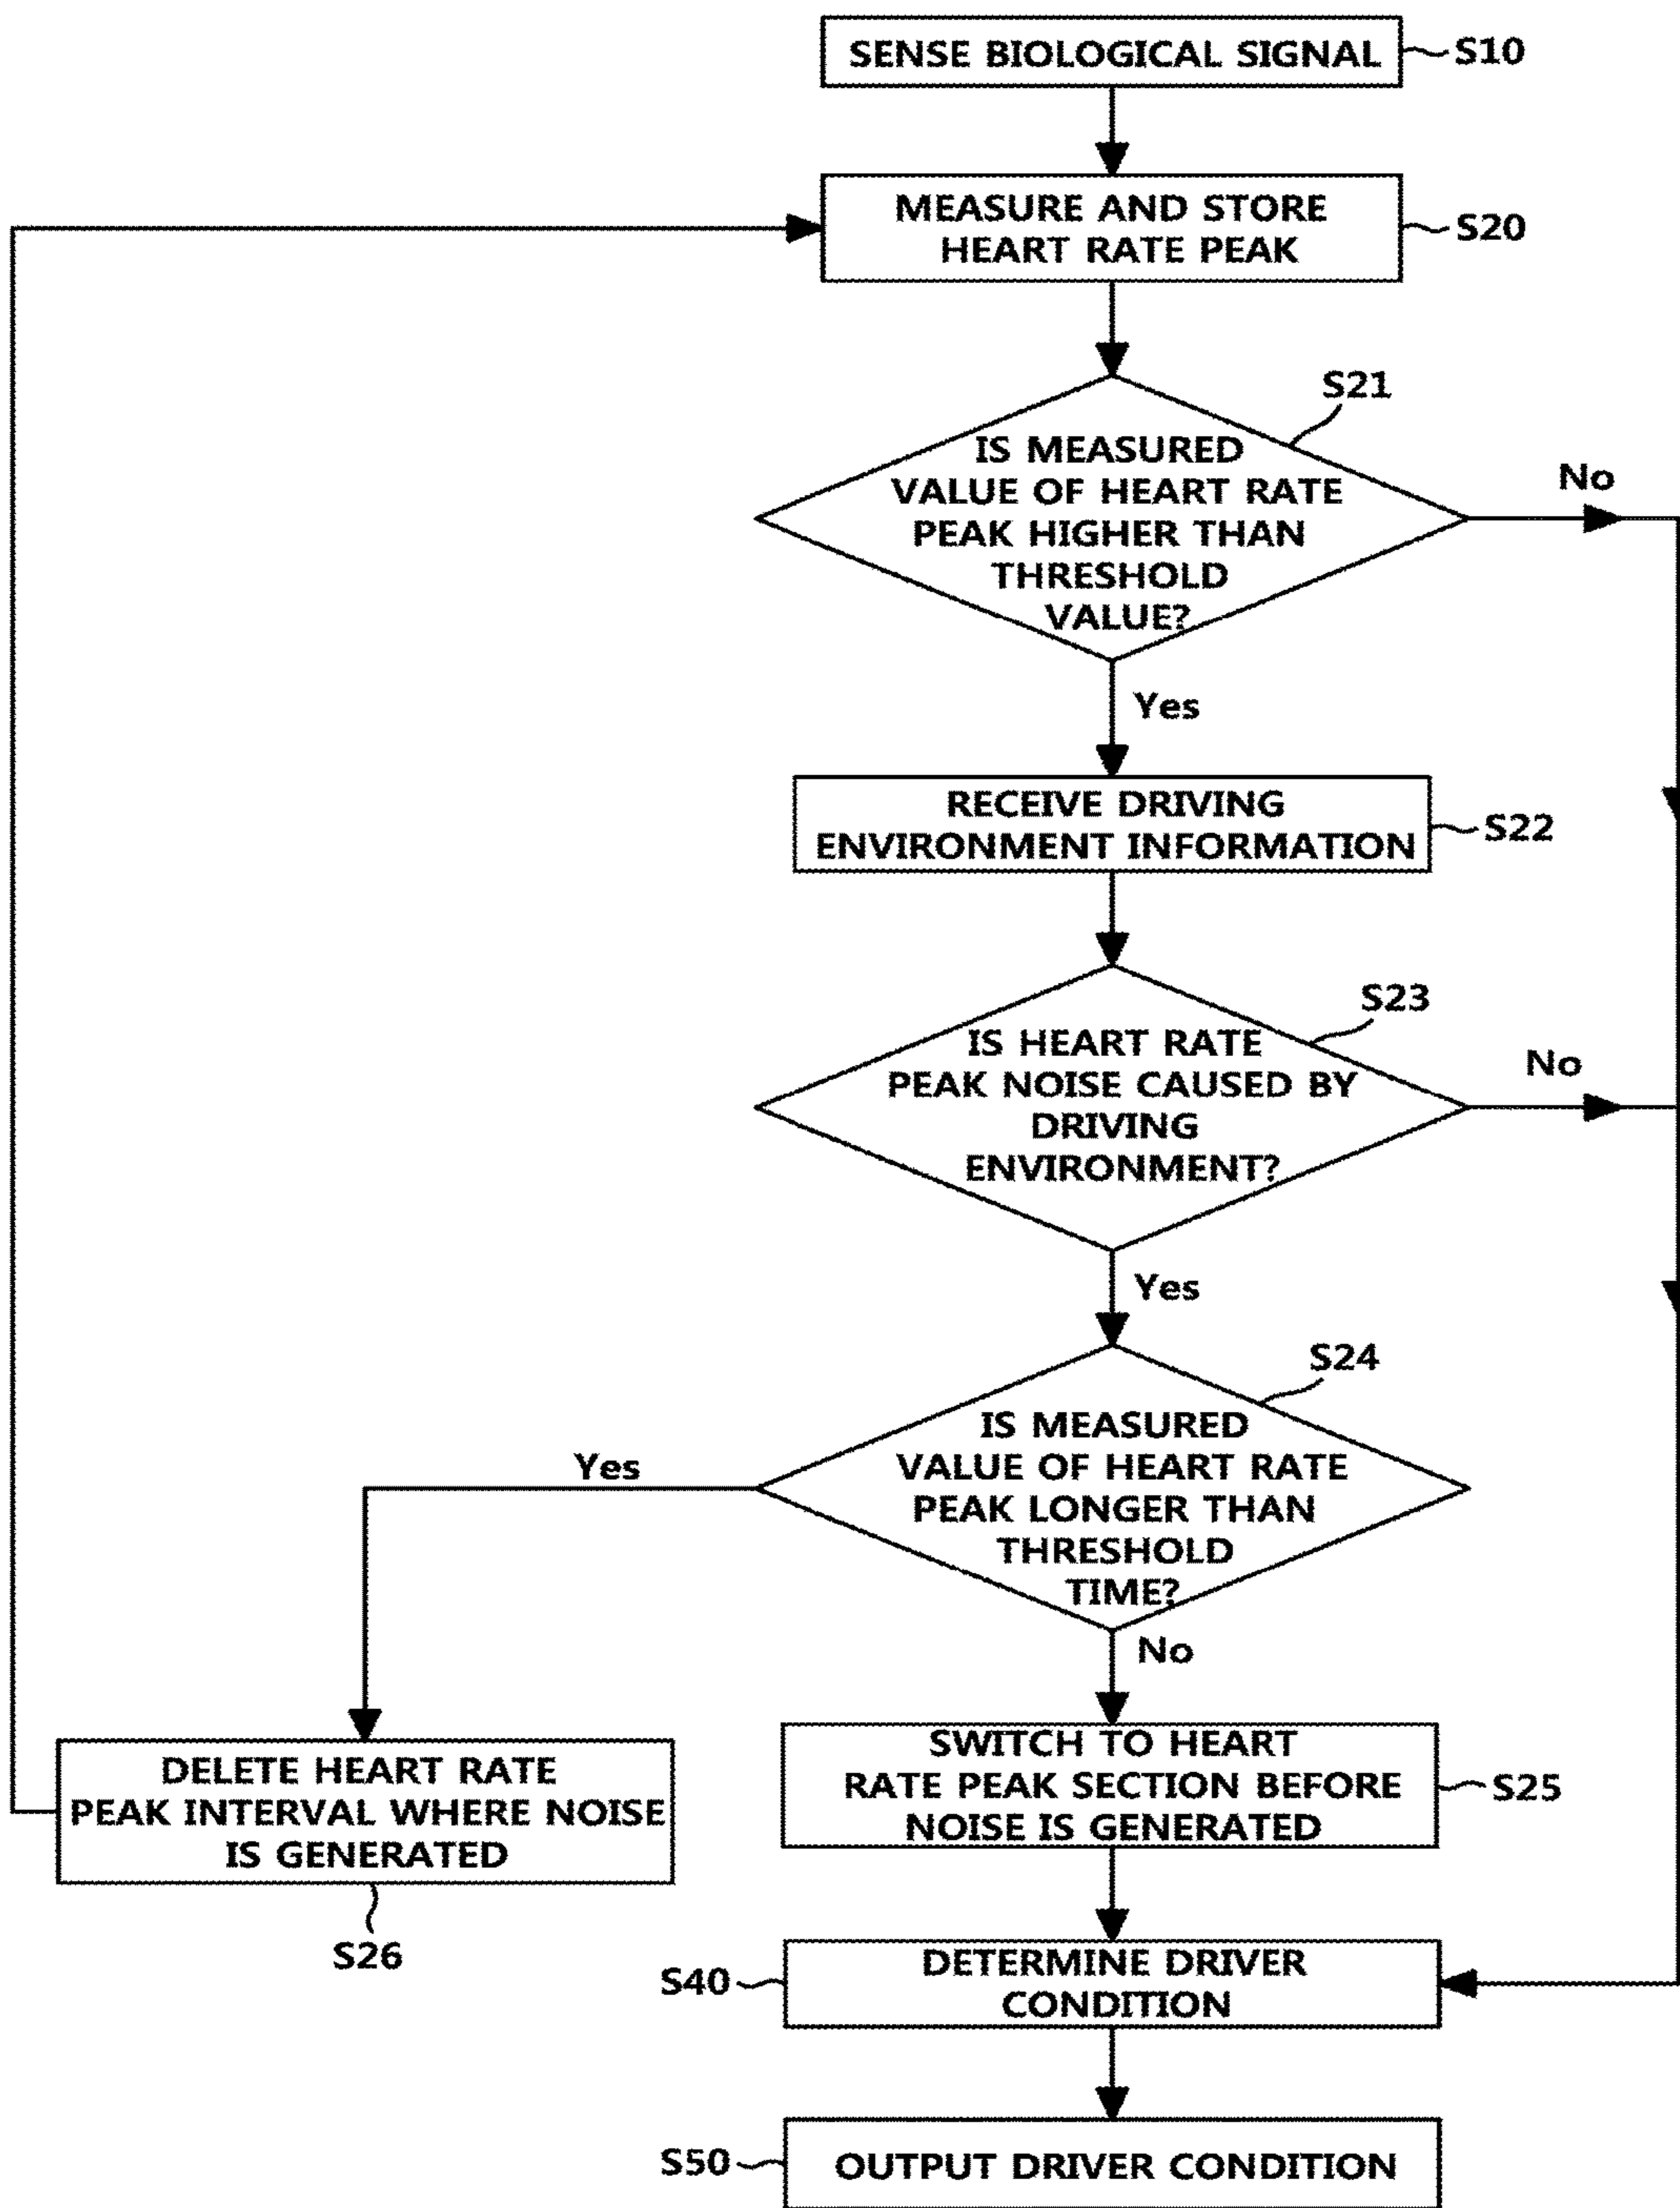 SENSE BIOLOGICAL SIGNAL
S10
MEASURE AND STORE
HEART RATE PEAK
S20
S21
IS MEASURED
VALUE OF HEART RATE
PEAK HIGHER THAN
THRESHOLD
VALUE?
No
Yes
RECEIVE DRIVING
ENVIRONMENT INFORMATION
S22
S23
IS HEART RATE
PEAK NOISE CAUSED BY
DRIVING
ENVIRONMENT?
No
Yes
S24
IS MEASURED
VALUE OF HEART RATE
PEAK LONGER THAN
THRESHOLD
TIME?
Yes
No
DELETE HEART RATE
PEAK INTERVAL WHERE NOISE
IS GENERATED
S26
SWITCH TO HEART
RATE PEAK SECTION BEFORE
NOISE IS GENERATED
S25
S40
DETERMINE DRIVER
CONDITION
S50
OUTPUT DRIVER CONDITION